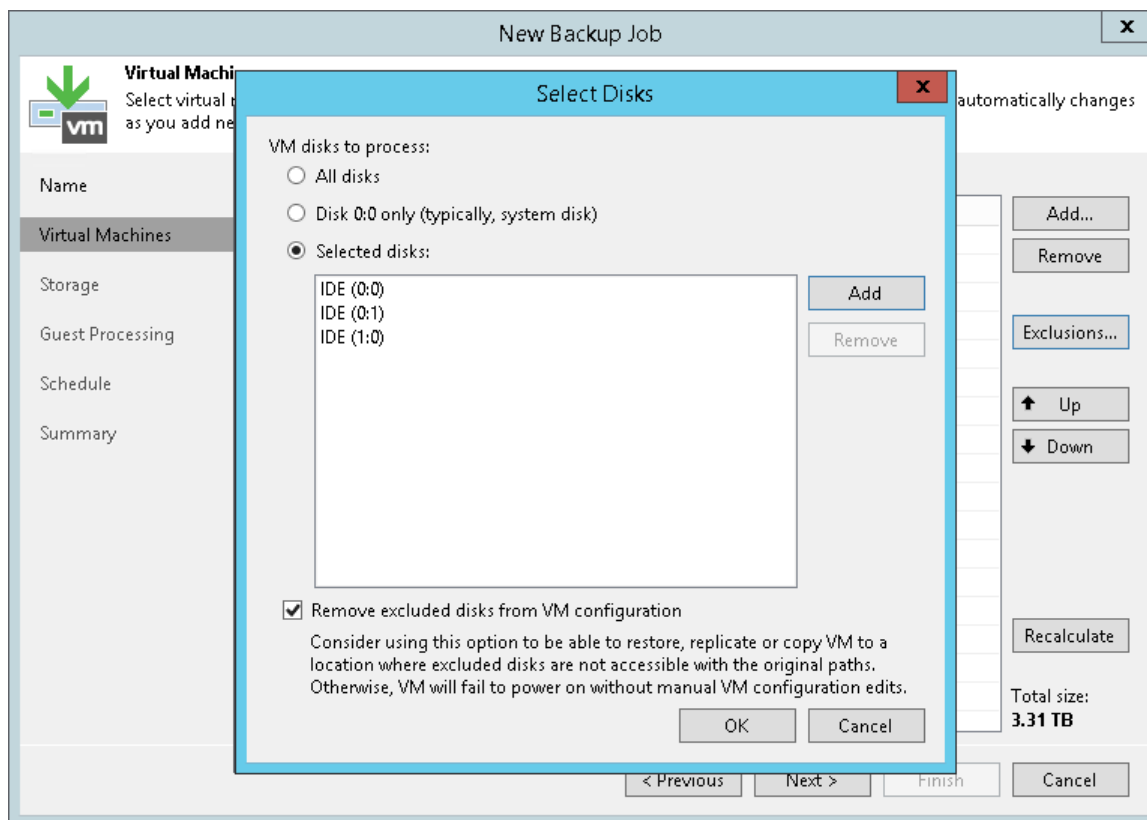 New Backup Job
x
Virtual Machi
Select virtual
automatically changes
as you add ne
vm
Select Disks
x
VM disks to process:
All disks
Disk 0:0 only (typically, system disk)
Selected disks:
IDE (0:0)
IDE (0:1)
IDE (1:0)
Add
Remove
Remove excluded disks from VM configuration
Consider using this option to be able to restore, replicate or copy VM to a
location where excluded disks are not accessible with the original paths.
Otherwise, VM will fail to power on without manual VM configuration edits.
OK
Cancel
Name
Virtual Machines
Storage
Guest Processing
Schedule
Summary
Add...
Remove
Exclusions...
Up
Down
Recalculate
Total size:
3.31 TB
< Previous
Next >
Finish
Cancel